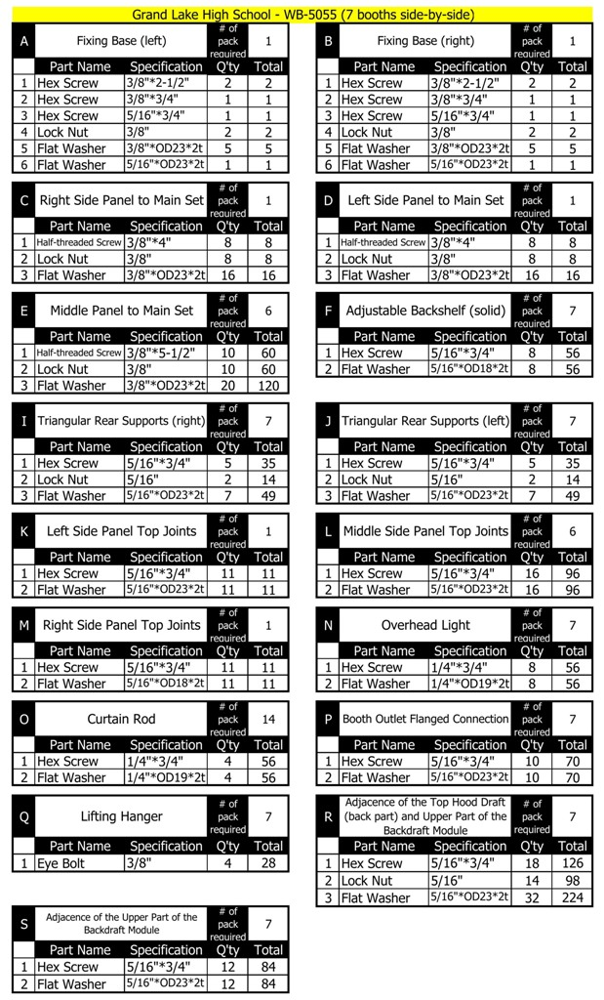 Grand Lake High School - WB-5055 (7 booths side-by-side)
A Fixing Base (left) # of pack required 1
Part Name Specification Q'ty Total
1 Hex Screw 3/8"*2-1/2" 2 2
2 Hex Screw 3/8"*3/4" 1 1
3 Hex Screw 5/16"*3/4" 1 1
4 Lock Nut 3/8" 2 2
5 Flat Washer 3/8"*OD23*2t 5 5
6 Flat Washer 5/16"*OD23*2t 1 1
B Fixing Base (right) # of pack required 1
Part Name Specification Q'ty Total
1 Hex Screw 3/8"*2-1/2" 2 2
2 Hex Screw 3/8"*3/4" 1 1
3 Hex Screw 5/16"*3/4" 1 1
4 Lock Nut 3/8" 2 2
5 Flat Washer 3/8"*OD23*2t 5 5
6 Flat Washer 5/16"*OD23*2t 1 1
C Right Side Panel to Main Set # of pack required 1
Part Name Specification Q'ty Total
1 Half-threaded Screw 3/8"*4" 8 8
2 Lock Nut 3/8" 8 8
3 Flat Washer 3/8"*OD23*2t 16 16
D Left Side Panel to Main Set # of pack required 1
Part Name Specification Q'ty Total
1 Half-threaded Screw 3/8"*4" 8 8
2 Lock Nut 3/8" 8 8
3 Flat Washer 3/8"*OD23*2t 16 16
E Middle Panel to Main Set # of pack required 6
Part Name Specification Q'ty Total
1 Half-threaded Screw 3/8"*5-1/2" 10 60
2 Lock Nut 3/8" 10 60
3 Flat Washer 3/8"*OD23*2t 20 120
F Adjustable Backshelf (solid) # of pack required 7
Part Name Specification Q'ty Total
1 Hex Screw 5/16"*3/4" 8 56
2 Flat Washer 5/16"*OD18*2t 8 56
I Triangular Rear Supports (right) # of pack required 7
Part Name Specification Q'ty Total
1 Hex Screw 5/16"*3/4" 5 35
2 Lock Nut 5/16" 2 14
3 Flat Washer 5/16"*OD23*2t 7 49
J Triangular Rear Supports (left) # of pack required 7
Part Name Specification Q'ty Total
1 Hex Screw 5/16"*3/4" 5 35
2 Lock Nut 5/16" 2 14
3 Flat Washer 5/16"*OD23*2t 7 49
K Left Side Panel Top Joints # of pack required 1
Part Name Specification Q'ty Total
1 Hex Screw 5/16"*3/4" 11 11
2 Flat Washer 5/16"*OD23*2t 11 11
L Middle Side Panel Top Joints # of pack required 6
Part Name Specification Q'ty Total
1 Hex Screw 5/16"*3/4" 16 96
2 Flat Washer 5/16"*OD23*2t 16 96
M Right Side Panel Top Joints # of pack required 1
Part Name Specification Q'ty Total
1 Hex Screw 5/16"*3/4" 11 11
2 Flat Washer 5/16"*OD18*2t 11 11
N Overhead Light # of pack required 7
Part Name Specification Q'ty Total
1 Hex Screw 1/4"*3/4" 8 56
2 Flat Washer 1/4"*OD19*2t 8 56
O Curtain Rod # of pack required 14
Part Name Specification Q'ty Total
1 Hex Screw 1/4"*3/4" 4 56
2 Flat Washer 1/4"*OD19*2t 4 56
P Booth Outlet Flanged Connection # of pack required 7
Part Name Specification Q'ty Total
1 Hex Screw 5/16"*3/4" 10 70
2 Flat Washer 5/16"*OD23*2t 10 70
Q Lifting Hanger # of pack required 7
Part Name Specification Q'ty Total
1 Eye Bolt 3/8" 4 28
R Adjacence of the Top Hood Draft (back part) and Upper Part of the Backdraft Module # of pack required 7
Part Name Specification Q'ty Total
1 Hex Screw 5/16"*3/4" 18 126
2 Lock Nut 5/16" 14 98
3 Flat Washer 5/16"*OD23*2t 32 224
S Adjacence of the Upper Part of the Backdraft Module # of pack required 7
Part Name Specification Q'ty Total
1 Hex Screw 5/16"*3/4" 12 84
2 Flat Washer 5/16"*OD23*2t 12 84